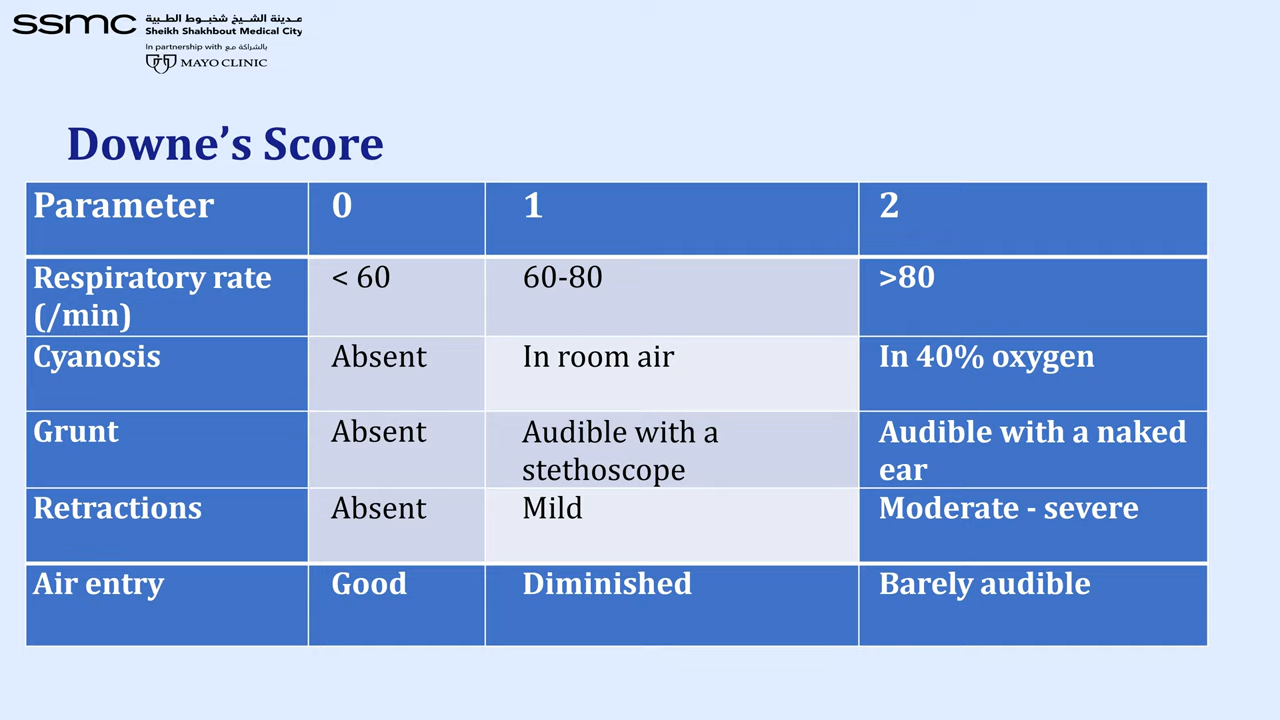 ssmc
مدينة الشيخ شخبوط الطبية
Sheikh Shakhbout Medical City
In partnership with بالشراكة مع
MAYO CLINIC
Downe’s Score
Parameter 0 1 2
Respiratory rate (/min) < 60 60-80 >80
Cyanosis Absent In room air In 40% oxygen
Grunt Absent Audible with a stethoscope Audible with a naked ear
Retractions Absent Mild Moderate - severe
Air entry Good Diminished Barely audible